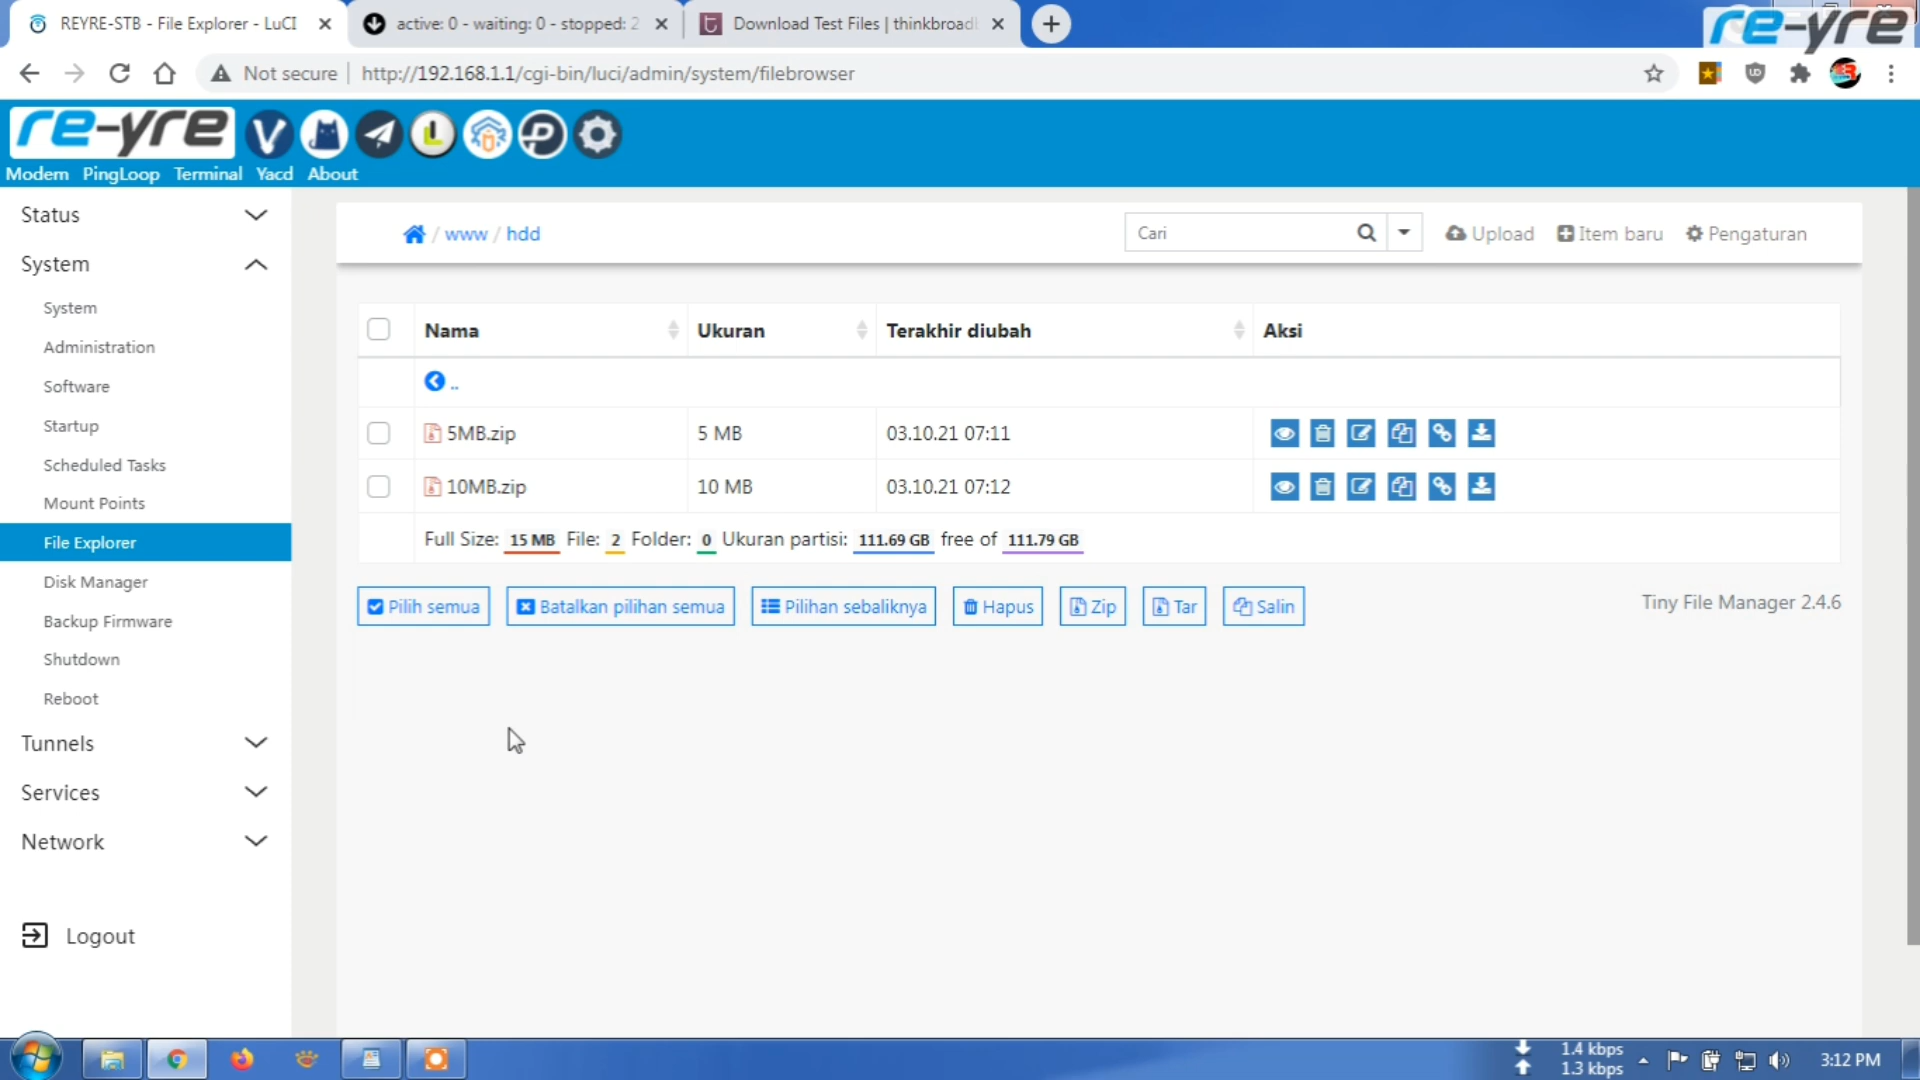 REYRE-STB - File Explorer - LuCI
active: 0 - waiting: 0 - stopped: 2
Download Test Files | thinkbroadb
re-yre
Not secure
http://192.168.1.1/cgi-bin/luci/admin/system/filebrowser
re-yre
Modem PingLoop Terminal Yacd About
Status
System
System
Administration
Software
Startup
Scheduled Tasks
Mount Points
File Explorer
Disk Manager
Backup Firmware
Shutdown
Reboot
Tunnels
Services
Network
Logout
/ www / hdd
Cari
Upload
Item baru
Pengaturan
Nama Ukuran Terakhir diubah Aksi
..
5MB.zip 5 MB 03.10.21 07:11
10MB.zip 10 MB 03.10.21 07:12
Full Size: 15 MB File: 2 Folder: 0 Ukuran partisi: 111.69 GB free of 111.79 GB
Pilih semua Batalkan pilihan semua Pilihan sebaliknya Hapus Zip Tar Salin
Tiny File Manager 2.4.6
1.4 kbps
1.3 kbps
3:12 PM